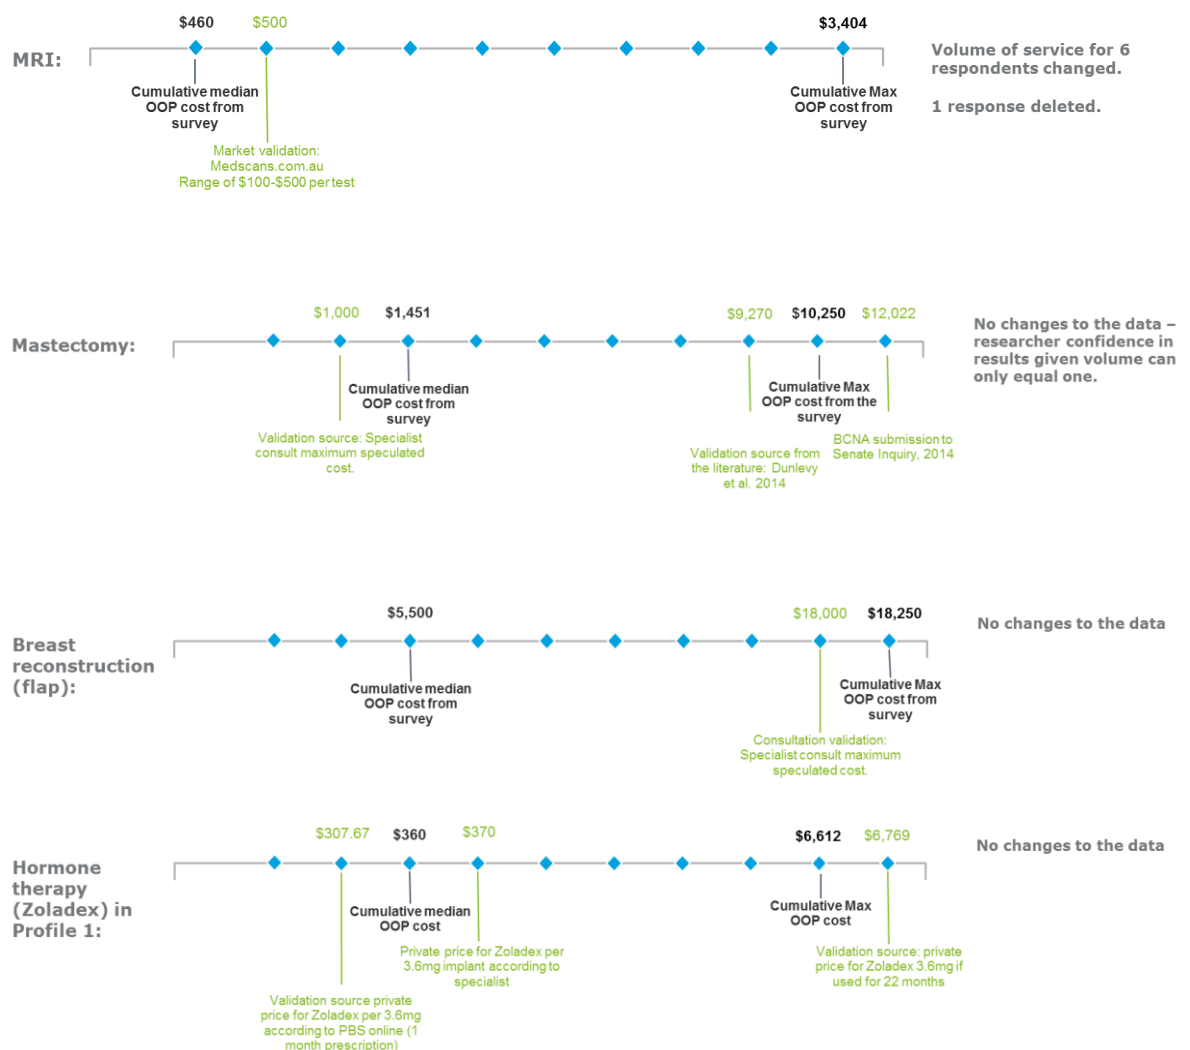 $460
$500
$3,404
MRI:
Cumulative median
OOP cost from
survey
Cumulative Max
OOP cost from
survey
Market validation:
Medscans.com.au
Range of $100-$500 per test
Volume of service for 6
respondents changed.
1 response deleted.
$1,000
$1,451
$9,270
$10,250
$12,022
Mastectomy:
Cumulative median
OOP cost from
survey
Cumulative Max
OOP cost from the
survey
Validation source: Specialist
consult maximum speculated
cost.
Validation source from
the literature: Dunlevy
et al. 2014
BCNA submission to
Senate Inquiry, 2014
No changes to the data –
researcher confidence in
results given volume can
only equal one.
$5,500
$18,000
$18,250
Breast
reconstruction
(flap):
Cumulative median
OOP cost from
survey
Cumulative Max
OOP cost from
survey
Consultation validation:
Specialist consult maximum
speculated cost.
No changes to the data
$307.67
$360
$370
$6,612
$6,769
Hormone
therapy
(Zoladex) in
Profile 1:
Cumulative median
OOP cost
Cumulative Max
OOP cost
Private price for Zoladex per
3.6mg implant according to
specialist
Validation source: private
price for Zoladex 3.6mg if
used for 22 months
Validation source private
price for Zoladex per 3.6mg
according to PBS online (1
month prescription)
No changes to the data